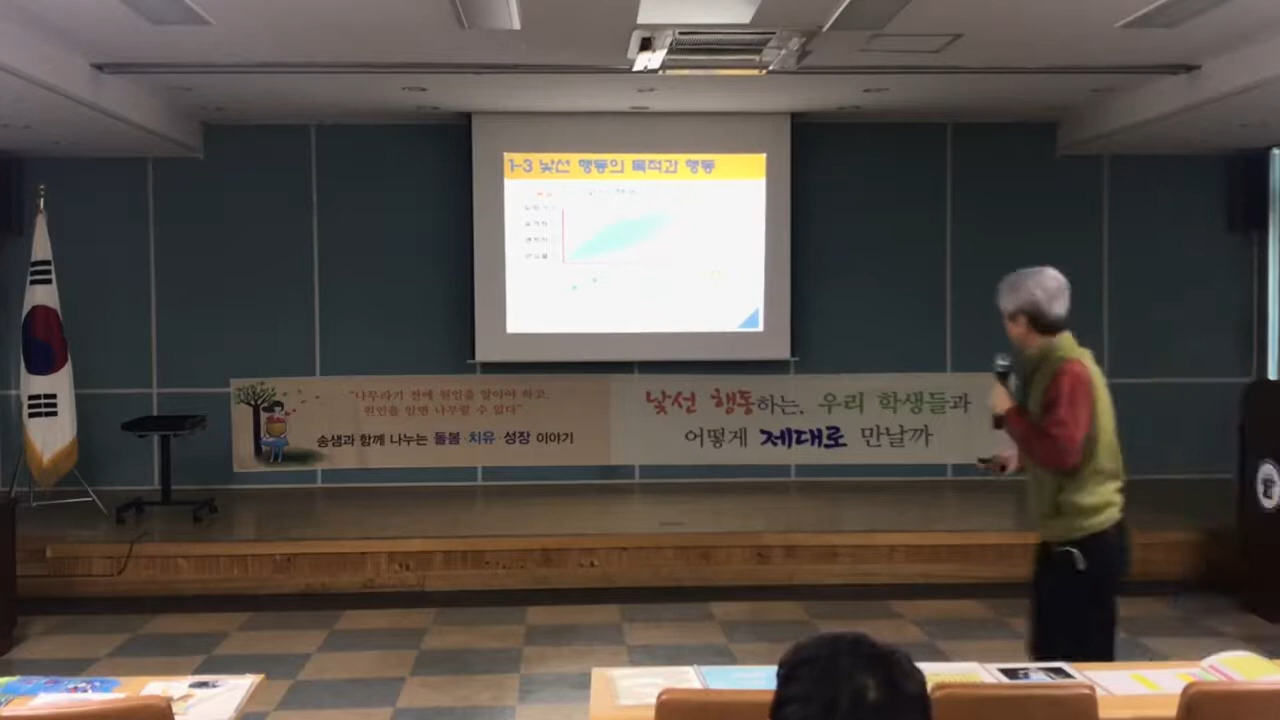 1-3 낯선 행동의 목적과 행동
"나무라기 전에 원인을 알아야 하고,
원인을 알면 나무랄 수 없다"
송샘과 함께 나누는 돌봄·치유·성장 이야기
낯선 행동하는, 우리 학생들과
어떻게 제대로 만날까